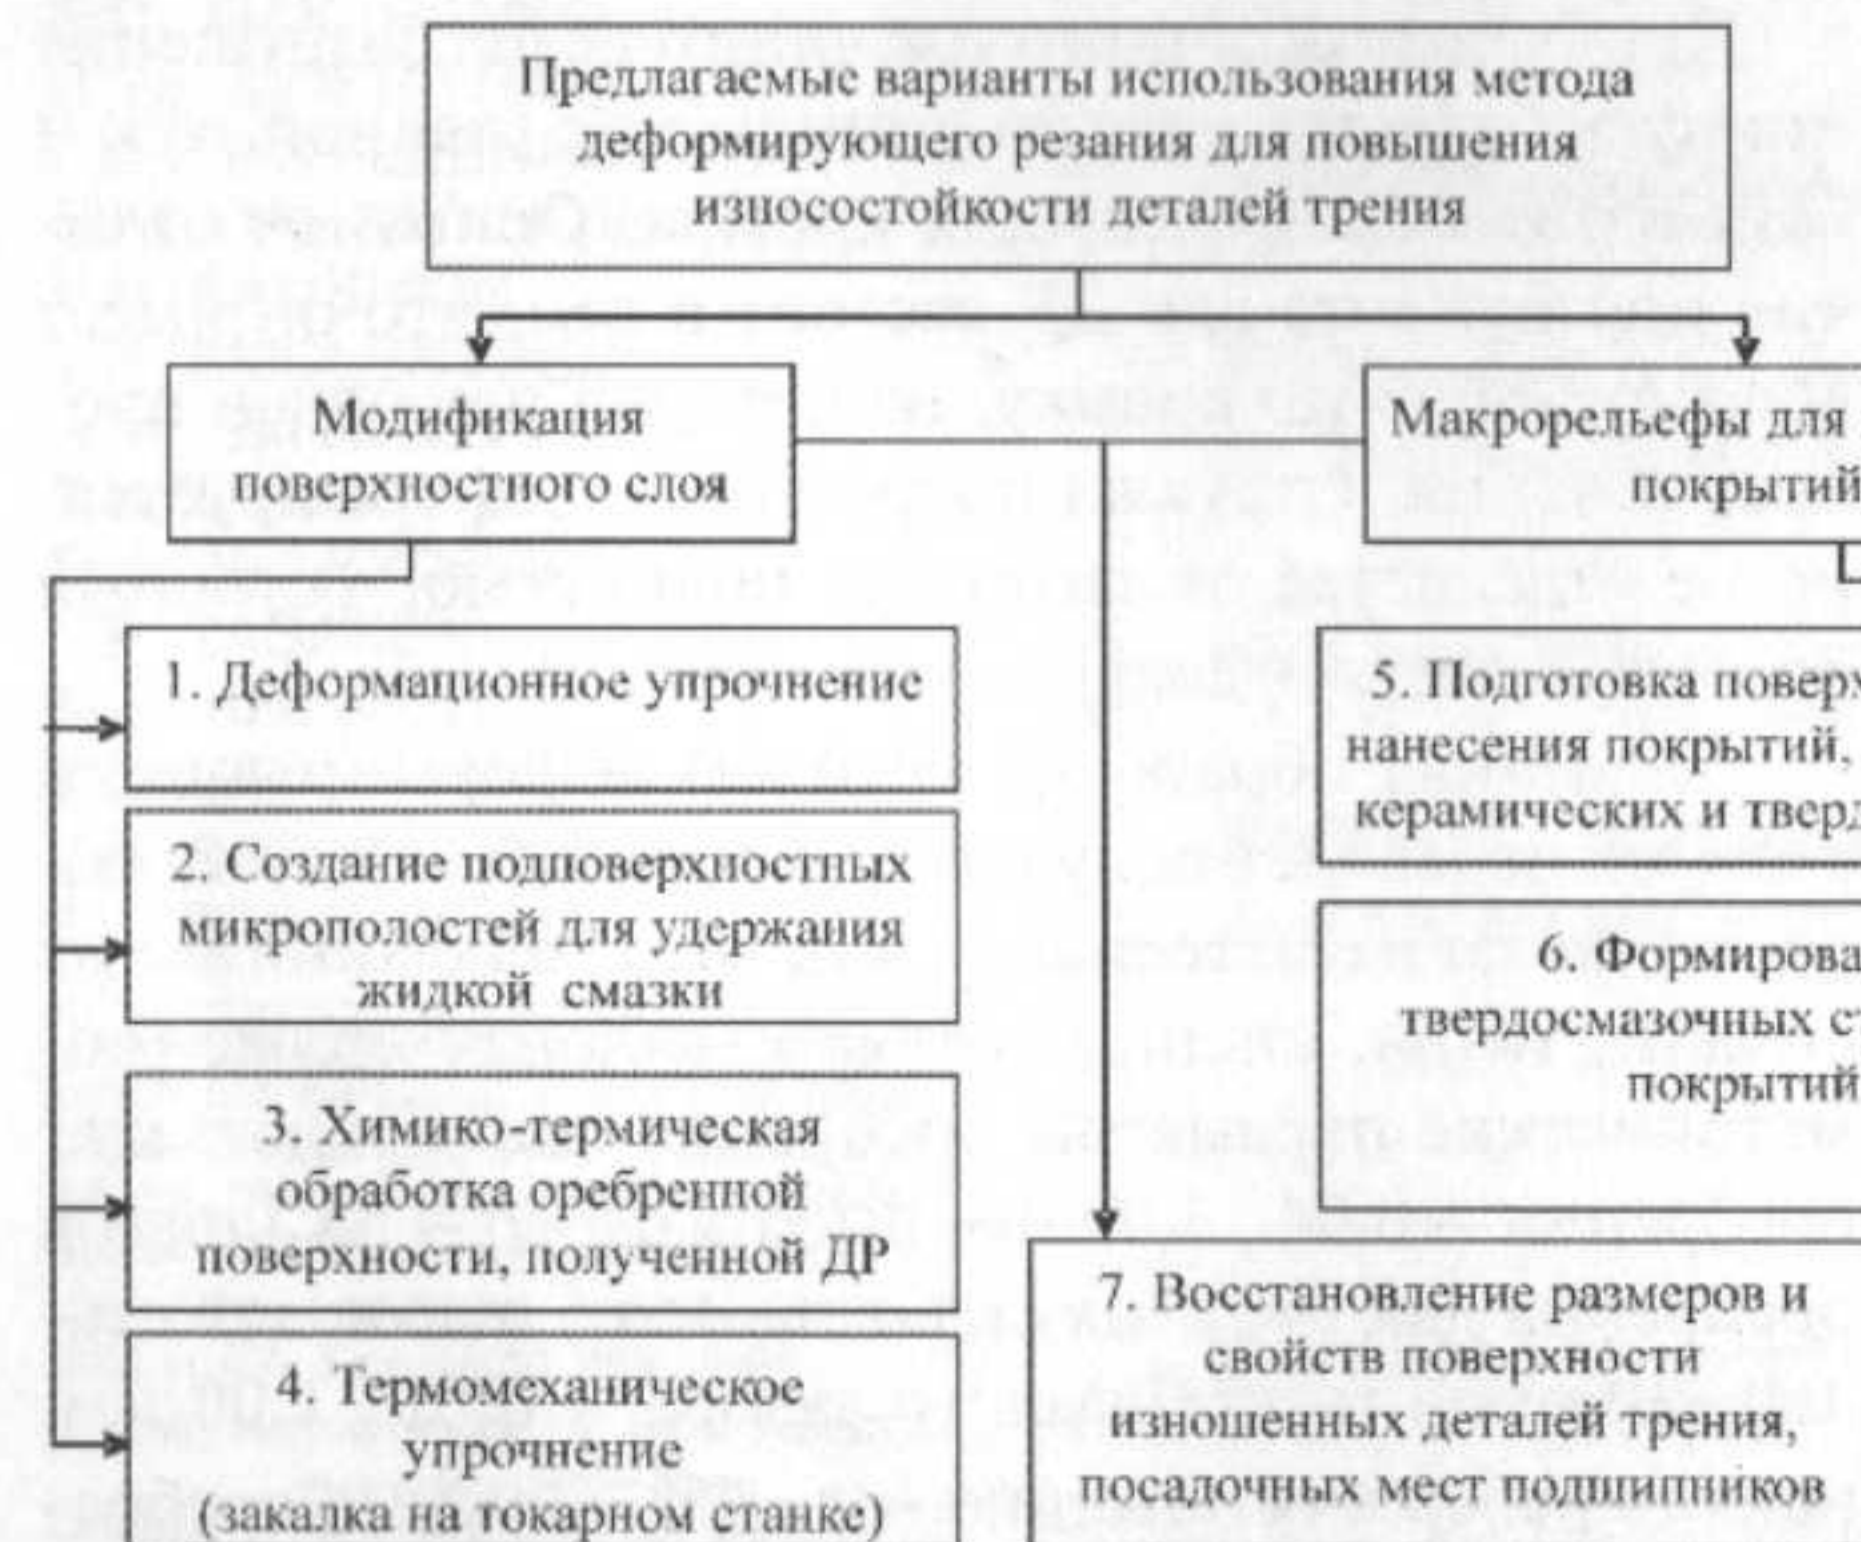 Предлагаемые варианты использования метода
деформирующего резания для повышения
износостойкости деталей трения
Модификация
поверхностного слоя
Макрорельефы для
покрытий
1. Деформационное упрочнение
2. Создание подповерхностных
микрополостей для удержания
жидкой смазки
3. Химико-термическая
обработка оребренной
поверхности, полученной ДР
4. Термомеханическое
упрочнение
(закалка на токарном станке)
5. Подготовка
нанесения покрытий,
керамических и
6.
твердосмазочных
покрытий
7. Восстановление размеров и
свойств поверхности
изношенных деталей трения,
посадочных мест подшипников